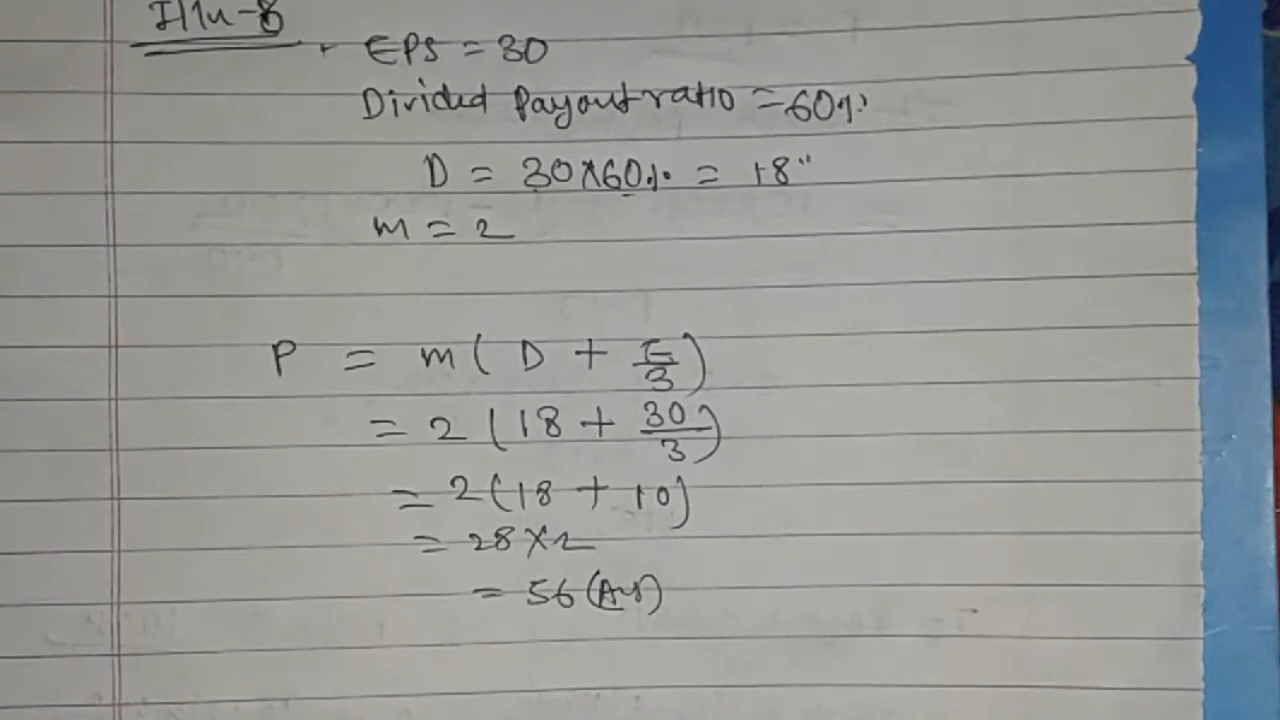 Illu-8
EPS = 30
Divided Payout ratio = 60%
D = 30×60% = 18"
m = 2
P = m( D + E/3 )
= 2 ( 18 + 30/3 )
= 2(18 + 10)
= 28×2
= 56 (Ans)